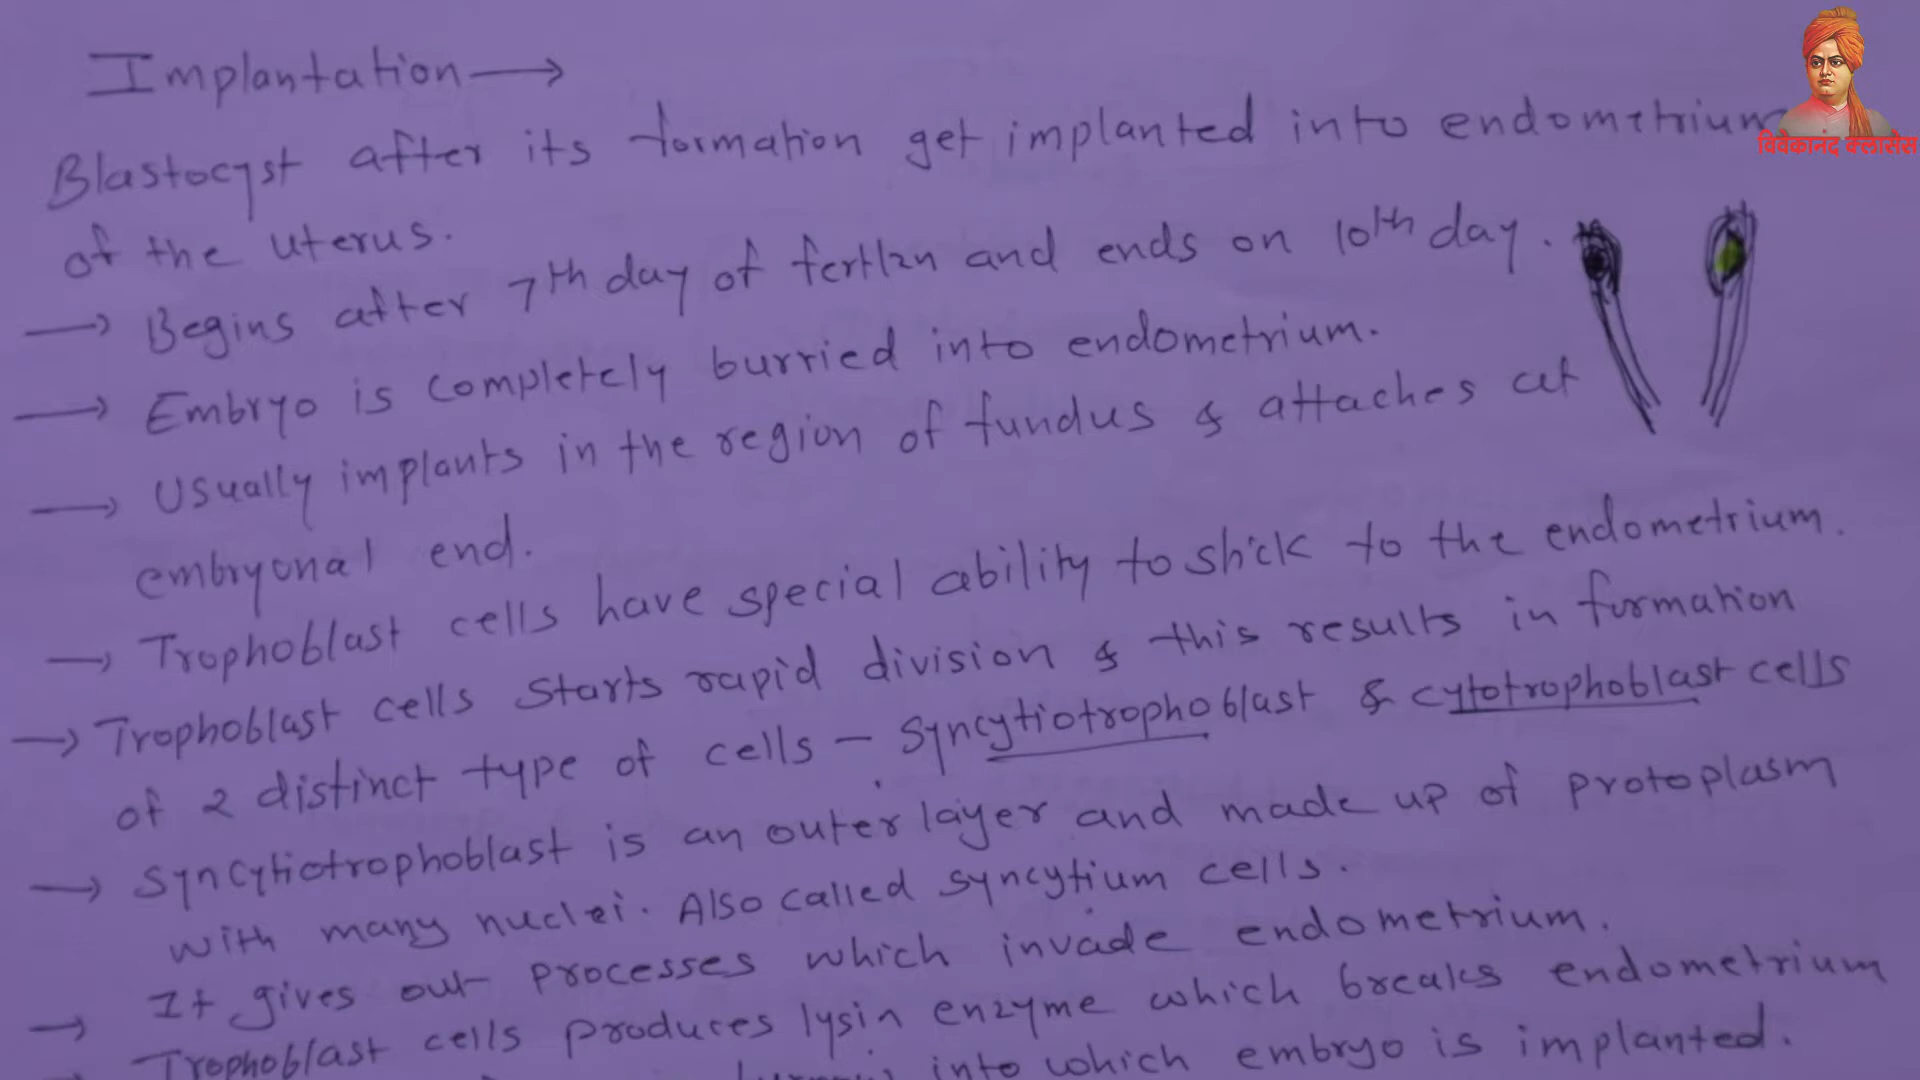 Implantation →
Blastocyst after its formation get implanted into endometrium
विवेकानंद क्लासेस
of the uterus.
→ Begins after 7th day of fertlzn and ends on 10th day.
→ Embryo is completely burried into endometrium.
→ Usually implants in the region of fundus & attaches at
embryonal end.
→ Trophoblast cells have special ability to stick to the endometrium.
→ Trophoblast cells starts rapid division & this results in formation
of 2 distinct type of cells - Syncytiotrophoblast & cytotrophoblast cells
→ Syncytiotrophoblast is an outer layer and made up of protoplasm
with many nuclei. Also called syncytium cells.
→ It gives out processes which invade endometrium.
→ Trophoblast cells produces lysin enzyme which breaks endometrium
into which embryo is implanted.